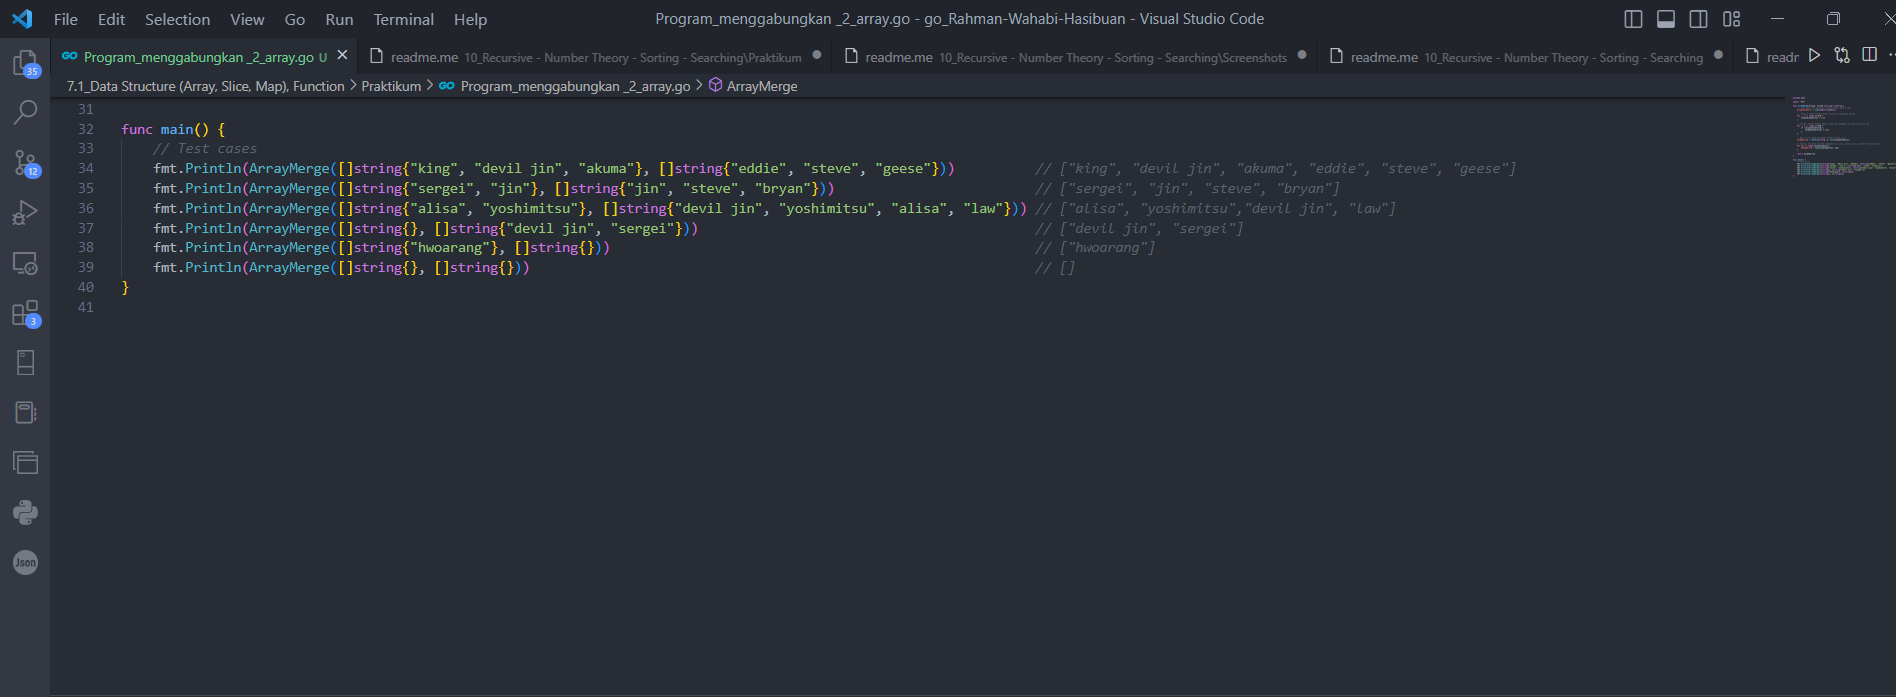 File Edit Selection View Go Run Terminal Help
Program_menggabungkan _2_array.go - go_Rahman-Wahabi-Hasibuan - Visual Studio Code
GO Program_menggabungkan _2_array.go U
readme.me 10_Recursive - Number Theory - Sorting - Searching\Praktikum
readme.me 10_Recursive - Number Theory - Sorting - Searching\Screenshots
readme.me 10_Recursive - Number Theory - Sorting - Searching
readr
7.1_Data Structure (Array, Slice, Map), Function > Praktikum > GO Program_menggabungkan _2_array.go > ArrayMerge
31
32 func main() {
33 // Test cases
34 fmt.Println(ArrayMerge([]string{"king", "devil jin", "akuma"}, []string{"eddie", "steve", "geese"})) // ["king", "devil jin", "akuma", "eddie", "steve", "geese"]
35 fmt.Println(ArrayMerge([]string{"sergei", "jin"}, []string{"jin", "steve", "bryan"})) // ["sergei", "jin", "steve", "bryan"]
36 fmt.Println(ArrayMerge([]string{"alisa", "yoshimitsu"}, []string{"devil jin", "yoshimitsu", "alisa", "law"})) // ["alisa", "yoshimitsu","devil jin", "law"]
37 fmt.Println(ArrayMerge([]string{}, []string{"devil jin", "sergei"})) // ["devil jin", "sergei"]
38 fmt.Println(ArrayMerge([]string{"hwoarang"}, []string{})) // ["hwoarang"]
39 fmt.Println(ArrayMerge([]string{}, []string{})) // []
40 }
41
35
12
3
Json